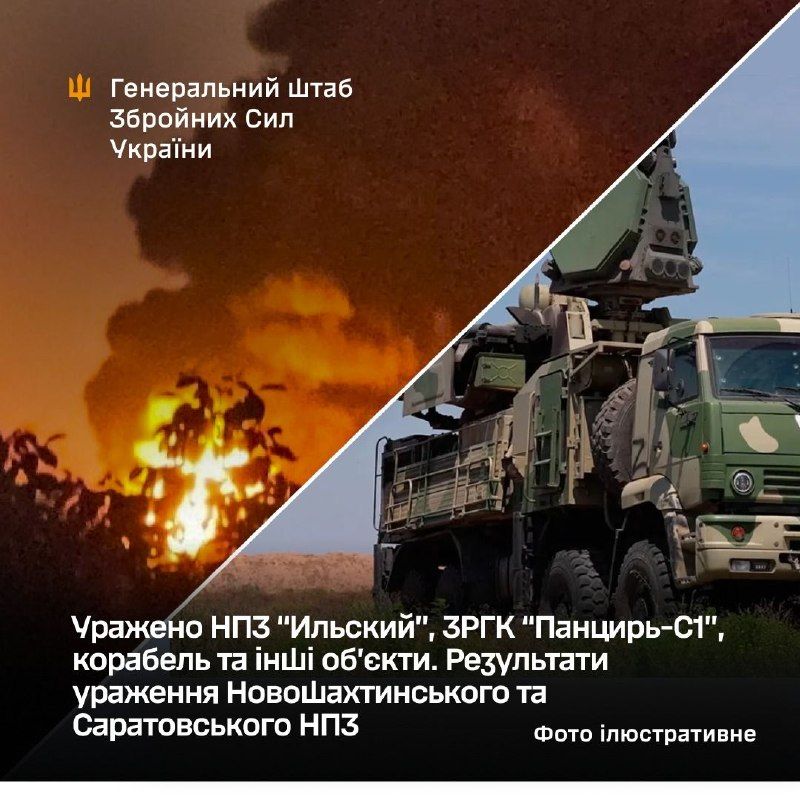 Генеральний штаб
Збройних Сил
України
Уражено НПЗ “Ильский”, ЗРГК “Панцирь-С1”,
корабель та інші об’єкти. Результати
ураження Новошахтинського та
Саратовського НПЗ
Фото ілюстративне